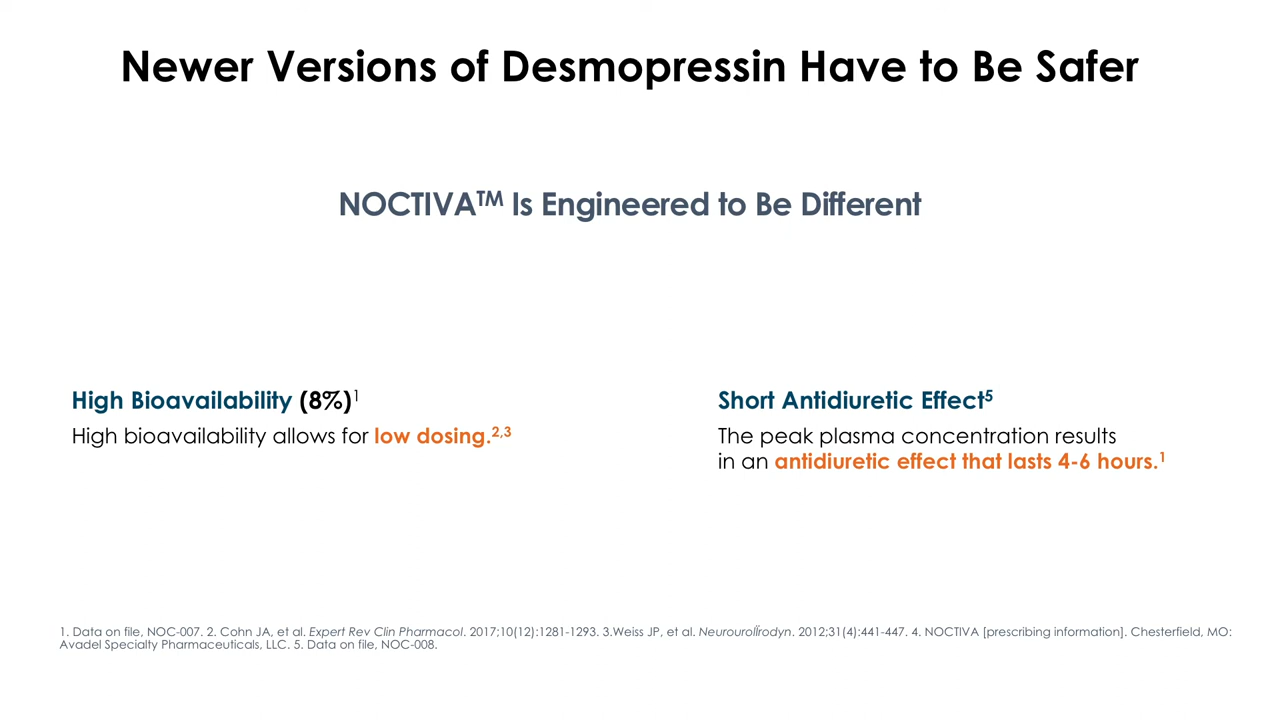 Newer Versions of Desmopressin Have to Be Safer
NOCTIVA™ Is Engineered to Be Different
High Bioavailability (8%)¹
High bioavailability allows for low dosing.²,³
Short Antidiuretic Effect⁵
The peak plasma concentration results
in an antidiuretic effect that lasts 4-6 hours.¹
1. Data on file, NOC-007. 2. Cohn JA, et al. Expert Rev Clin Pharmacol. 2017;10(12):1281-1293. 3.Weiss JP, et al. . 2012;31(4):441-447. 4. NOCTIVA [prescribing information]. Chesterfield, MO:
Avadel Specialty Pharmaceuticals, LLC. 5. Data on file, NOC-008.